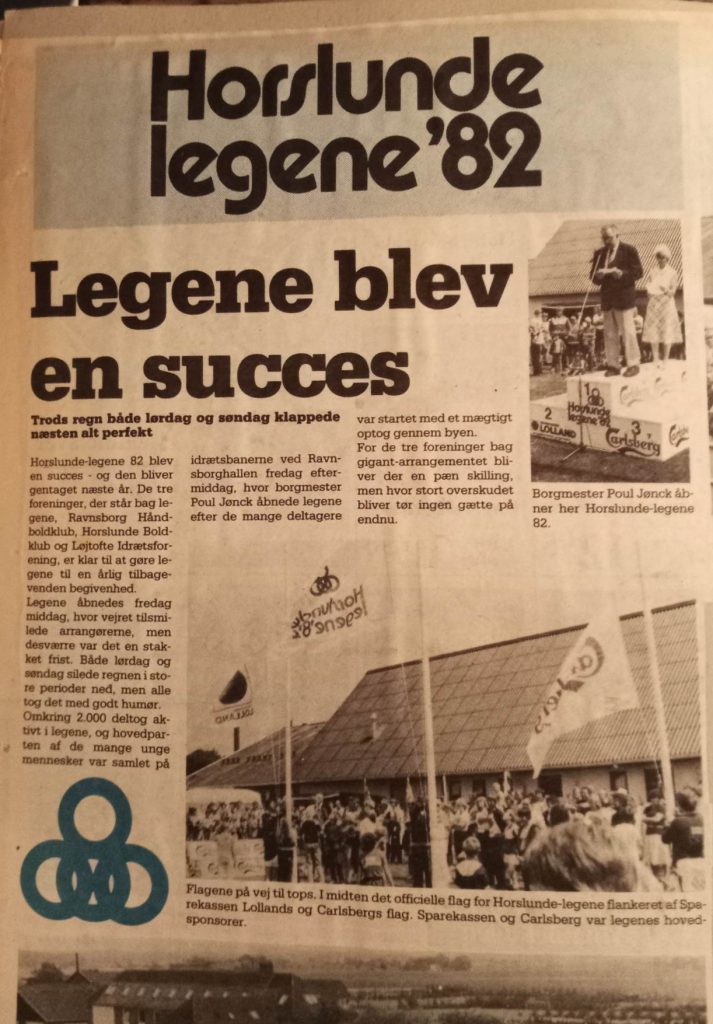 Horslunde
legene '82
Legene blev
en succes
Trods regn både lørdag og søndag klappede
næsten alt perfekt
Horslunde-legene 82 blev
en succes - og den bliver
gentaget næste år. De tre
foreninger, der står bag le-
gene, Ravnsborg Hånd-
boldklub, Horslunde Bold-
klub og Løjtofte Idrætsfor-
ening, er klar til at gøre le-
gene til en årlig tilbage-
venden begivenhed.
Legene åbnedes fredag
middag, hvor vejret tilsmi-
lede arrangørerne, men
desværre var det en stak-
ket frist. Både lørdag og
søndag silede regnen i sto-
re perioder ned, men alle
tog det med godt humør.
Omkring 2.000 deltog ak-
tivt i legene, og hovedpar-
ten af de mange unge
mennesker var samlet på
idrætsbanerne ved Ravn-
sborghallen fredag efter-
middag, hvor borgmester
Poul Jønck åbnede legene
efter de mange deltagere
var startet med et mægtigt
optog gennem byen.
For de tre foreninger bag
gigant-arrangementet bli-
ver der en pæn skilling,
men hvor stort overskudet
bliver tør ingen gætte på
endnu.
1
2
Horslunde
legene '82
3
LOLLAND
Carlsberg
Borgmester Poul Jønck åb-
ner her Horslunde-legene
82.
Horslunde
legene '82
LOLLAND
Flagene på vej til tops. I midten det officielle flag for Horslunde-legene flankeret af Spa-
rekassen Lollands og Carlsbergs flag. Sparekassen og Carlsberg var legenes hoved-
sponsorer.